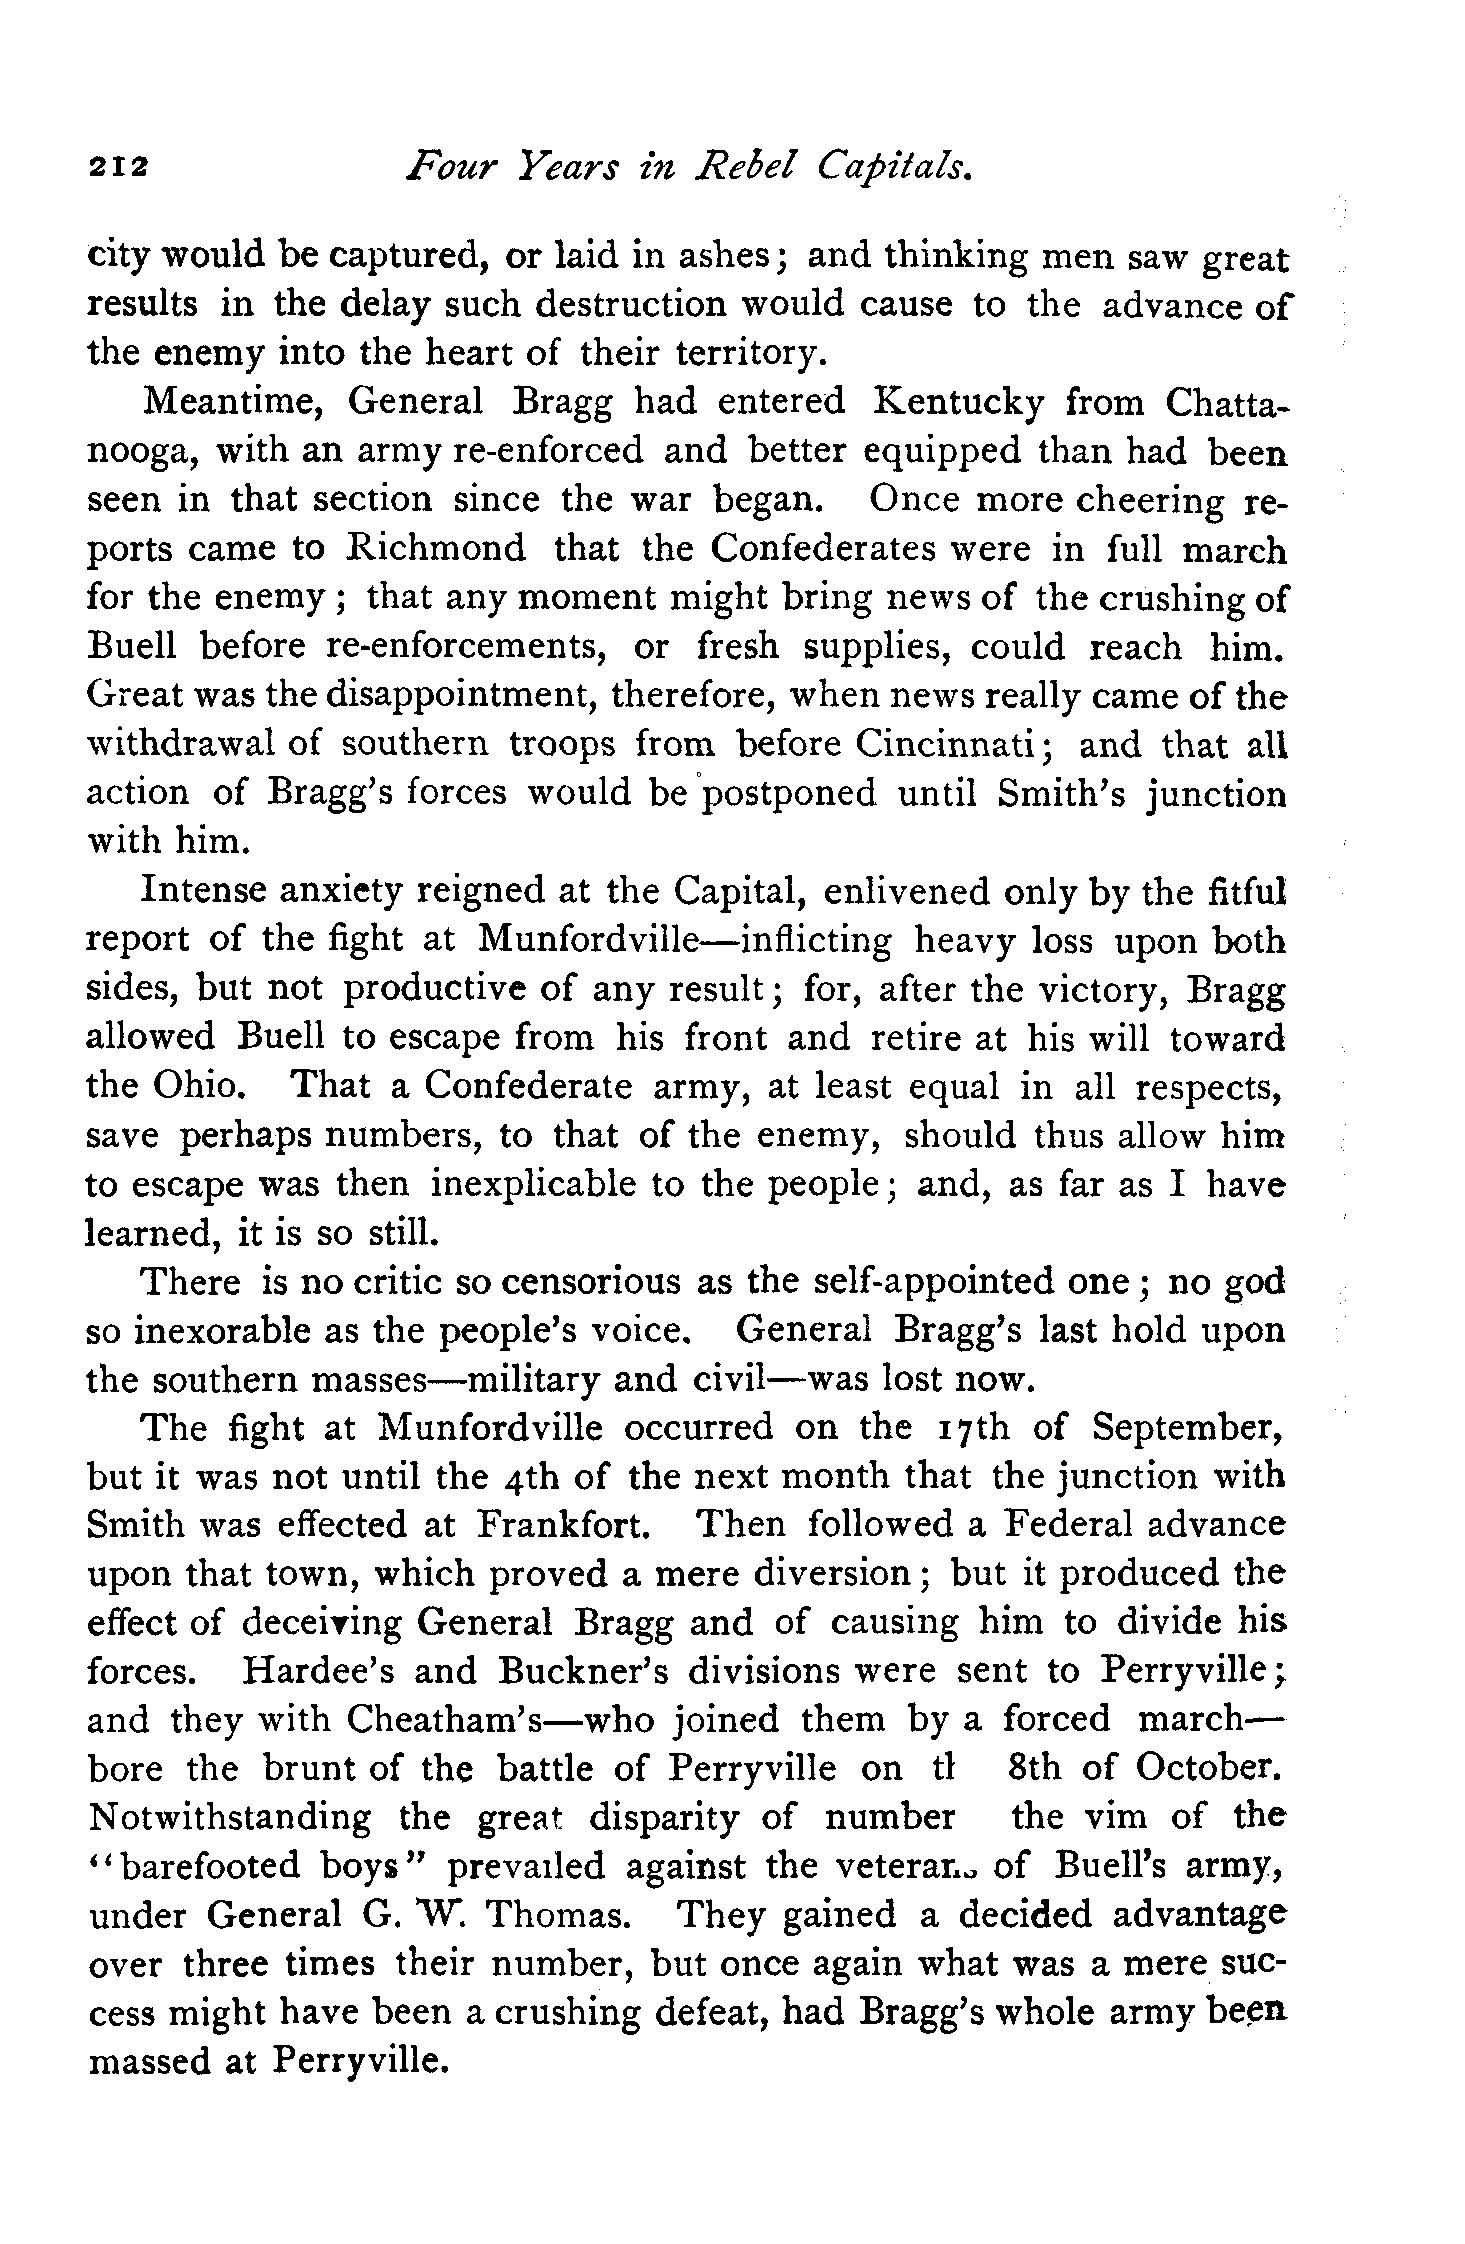 212 Four Years in Rebel Capitals.
city would be captured, or laid in ashes; and thinking men saw great
results in the delay such destruction would cause to the advance of
the enemy into the heart of their territory.
Meantime, General Bragg had entered Kentucky from Chatta-
nooga, with an army re-enforced and better equipped than had been
seen in that section since the war began. Once more cheering re-
ports came to Richmond that the Confederates were in full march
for the enemy; that any moment might bring news of the crushing of
Buell before re-enforcements, or fresh supplies, could reach him.
Great was the disappointment, therefore, when news really came of the
withdrawal of southern troops from before Cincinnati; and that all
action of Bragg's forces would be postponed until Smith's junction
with him.
Intense anxiety reigned at the Capital, enlivened only by the fitful
report of the fight at Munfordville—inflicting heavy loss upon both
sides, but not productive of any result; for, after the victory, Bragg
allowed Buell to escape from his front and retire at his will toward
the Ohio. That a Confederate army, at least equal in all respects,
save perhaps numbers, to that of the enemy, should thus allow him
to escape was then inexplicable to the people; and, as far as I have
learned, it is so still.
There is no critic so censorious as the self-appointed one; no god
so inexorable as the people's voice. General Bragg's last hold upon
the southern masses—military and civil—was lost now.
The fight at Munfordville occurred on the 17th of September,
but it was not until the 4th of the next month that the junction with
Smith was effected at Frankfort. Then followed a Federal advance
upon that town, which proved a mere diversion; but it produced the
effect of deceiving General Bragg and of causing him to divide his
forces. Hardee's and Buckner's divisions were sent to Perryville;
and they with Cheatham's—who joined them by a forced march—
bore the brunt of the battle of Perryville on 8th of October.
Notwithstanding the great disparity of number the vim of the
"barefooted boys" prevailed against the veterans of Buell's army,
under General G. W. Thomas. They gained a decided advantage
over three times their number, but once again what was a mere suc-
cess might have been a crushing defeat, had Bragg's whole army been
massed at Perryville.